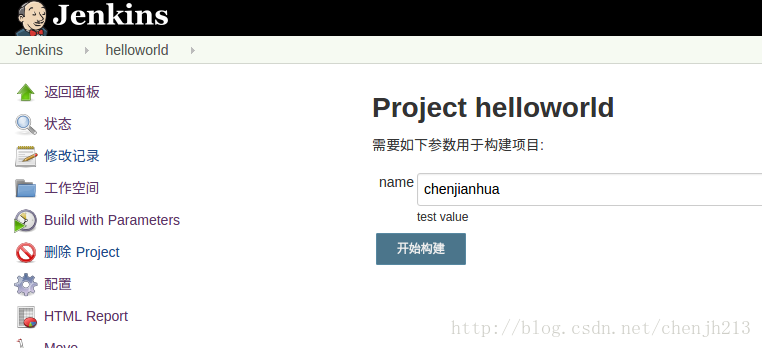 Jenkins
Jenkins helloworld
返回面板
状态
修改记录
工作空间
Build with Parameters
删除 Project
配置
HTML Report
Move
Project helloworld
需要如下参数用于构建项目:
name chenjianhua
test value
开始构建
http://blog.csdn.net/chenjh213